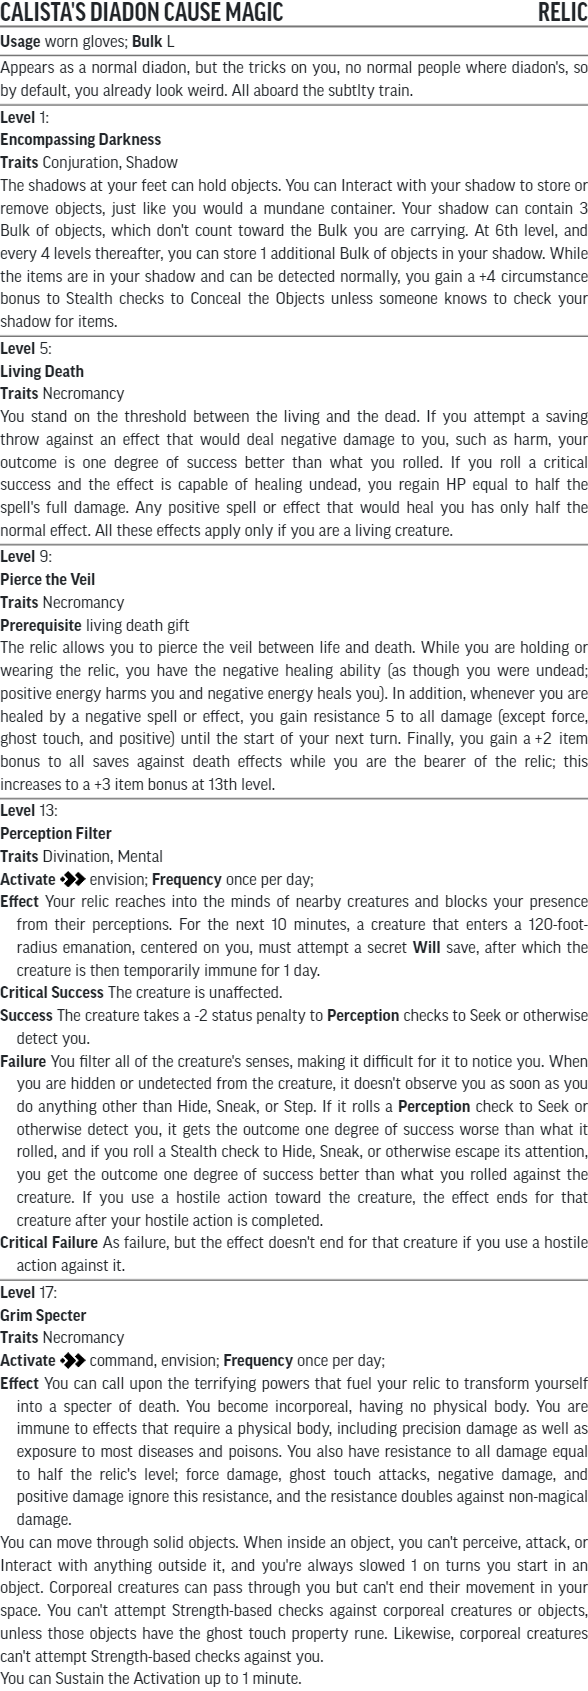 CALISTA'S DIADON CAUSE MAGIC RELIC
Usage worn gloves; Bulk L
Appears as a normal diadon, but the tricks on you, no normal people where diadon's, so
by default, you already look weird. All aboard the subtlty train.
Level 1:
Encompassing Darkness
Traits Conjuration, Shadow
The shadows at your feet can hold objects. You can Interact with your shadow to store or
remove objects, just like you would a mundane container. Your shadow can contain 3
Bulk of objects, which don't count toward the Bulk you are carrying. At 6th level, and
every 4 levels thereafter, you can store 1 additional Bulk of objects in your shadow. While
the items are in your shadow and can be detected normally, you gain a +4 circumstance
bonus to Stealth checks to Conceal the Objects unless someone knows to check your
shadow for items.
Level 5:
Living Death
Traits Necromancy
You stand on the threshold between the living and the dead. If you attempt a saving
throw against an effect that would deal negative damage to you, such as harm, your
outcome is one degree of success better than what you rolled. If you roll a critical
success and the effect is capable of healing undead, you regain HP equal to half the
spell's full damage. Any positive spell or effect that would heal you has only half the
normal effect. All these effects apply only if you are a living creature.
Level 9:
Pierce the Veil
Traits Necromancy
Prerequisite living death gift
The relic allows you to pierce the veil between life and death. While you are holding or
wearing the relic, you have the negative healing ability (as though you were undead;
positive energy harms you and negative energy heals you). In addition, whenever you are
healed by a negative spell or effect, you gain resistance 5 to all damage (except force,
ghost touch, and positive) until the start of your next turn. Finally, you gain a +2 item
bonus to all saves against death effects while you are the bearer of the relic; this
increases to a +3 item bonus at 13th level.
Level 13:
Perception Filter
Traits Divination, Mental
Activate envision; Frequency once per day;
Effect Your relic reaches into the minds of nearby creatures and blocks your presence
from their perceptions. For the next 10 minutes, a creature that enters a 120-foot-
radius emanation, centered on you, must attempt a secret Will save, after which the
creature is then temporarily immune for 1 day.
Critical Success The creature is unaffected.
Success The creature takes a -2 status penalty to Perception checks to Seek or otherwise
detect you.
Failure You filter all of the creature's senses, making it difficult for it to notice you. When
you are hidden or undetected from the creature, it doesn't observe you as soon as you
do anything other than Hide, Sneak, or Step. If it rolls a Perception check to Seek or
otherwise detect you, it gets the outcome one degree of success worse than what it
rolled, and if you roll a Stealth check to Hide, Sneak, or otherwise escape its attention,
you get the outcome one degree of success better than what you rolled against the
creature. If you use a hostile action toward the creature, the effect ends for that
creature after your hostile action is completed.
Critical Failure As failure, but the effect doesn't end for that creature if you use a hostile
action against it.
Level 17:
Grim Specter
Traits Necromancy
Activate command, envision; Frequency once per day;
Effect You can call upon the terrifying powers that fuel your relic to transform yourself
into a specter of death. You become incorporeal, having no physical body. You are
immune to effects that require a physical body, including precision damage as well as
exposure to most diseases and poisons. You also have resistance to all damage equal
to half the relic's level; force damage, ghost touch attacks, negative damage, and
positive damage ignore this resistance, and the resistance doubles against non-magical
damage.
You can move through solid objects. When inside an object, you can't perceive, attack, or
Interact with anything outside it, and you're always slowed 1 on turns you start in an
object. Corporeal creatures can pass through you but can't end their movement in your
space. You can't attempt Strength-based checks against corporeal creatures or objects,
unless those objects have the ghost touch property rune. Likewise, corporeal creatures
can't attempt Strength-based checks against you.
You can Sustain the Activation up to 1 minute.